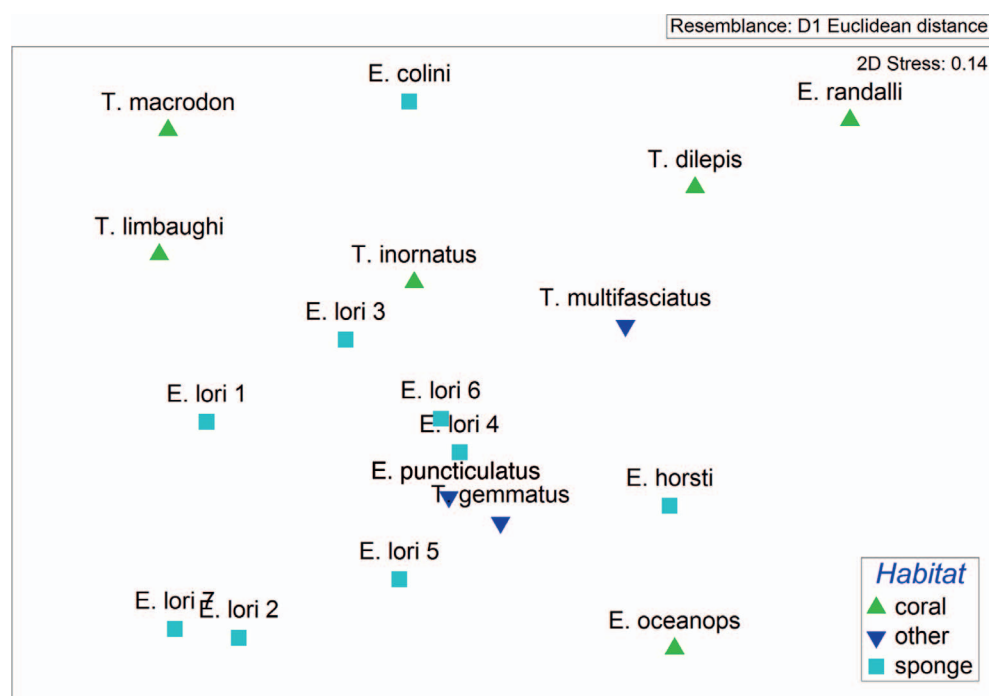 Resemblance: D1 Euclidean distance
2D Stress: 0.14
E. colini
E. randalli
T. macrodon
T. dilepis
T. limbaughi
T. inornatus
T. multifasciatus
E. lori 3
E. lori 1
E. lori 6
E. lori 4
E. puncticulatus
E. horsti
T. gemmatus
E. lori 5
E. lori 7
E. lori 2
E. oceanops
Habitat
coral
other
sponge